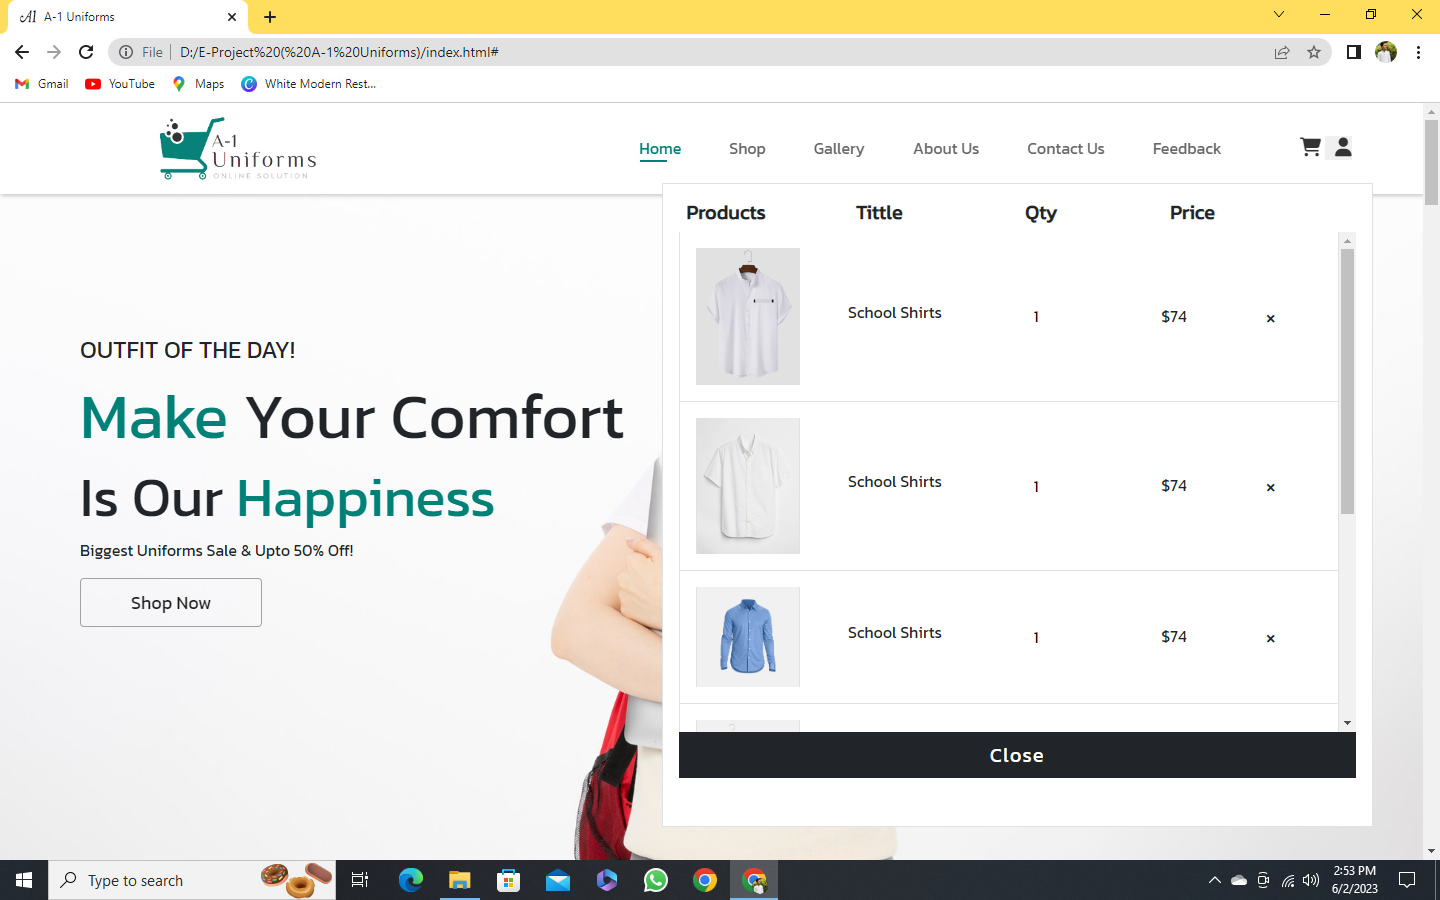 A-1 Uniforms
File
D:/E-Project%20(%20A-1%20Uniforms)/index.html#
Gmail
YouTube
Maps
White Modern Rest...
A-1
Uniforms
ONLINE SOLUTION
Home
Shop
Gallery
About Us
Contact Us
Feedback
Products
Tittle
Qty
Price
School Shirts
1
$74
×
School Shirts
1
$74
×
School Shirts
1
$74
×
Close
OUTFIT OF THE DAY!
Make Your Comfort
Is Our Happiness
Biggest Uniforms Sale & Upto 50% Off!
Shop Now
Type to search
2:53 PM
6/2/2023